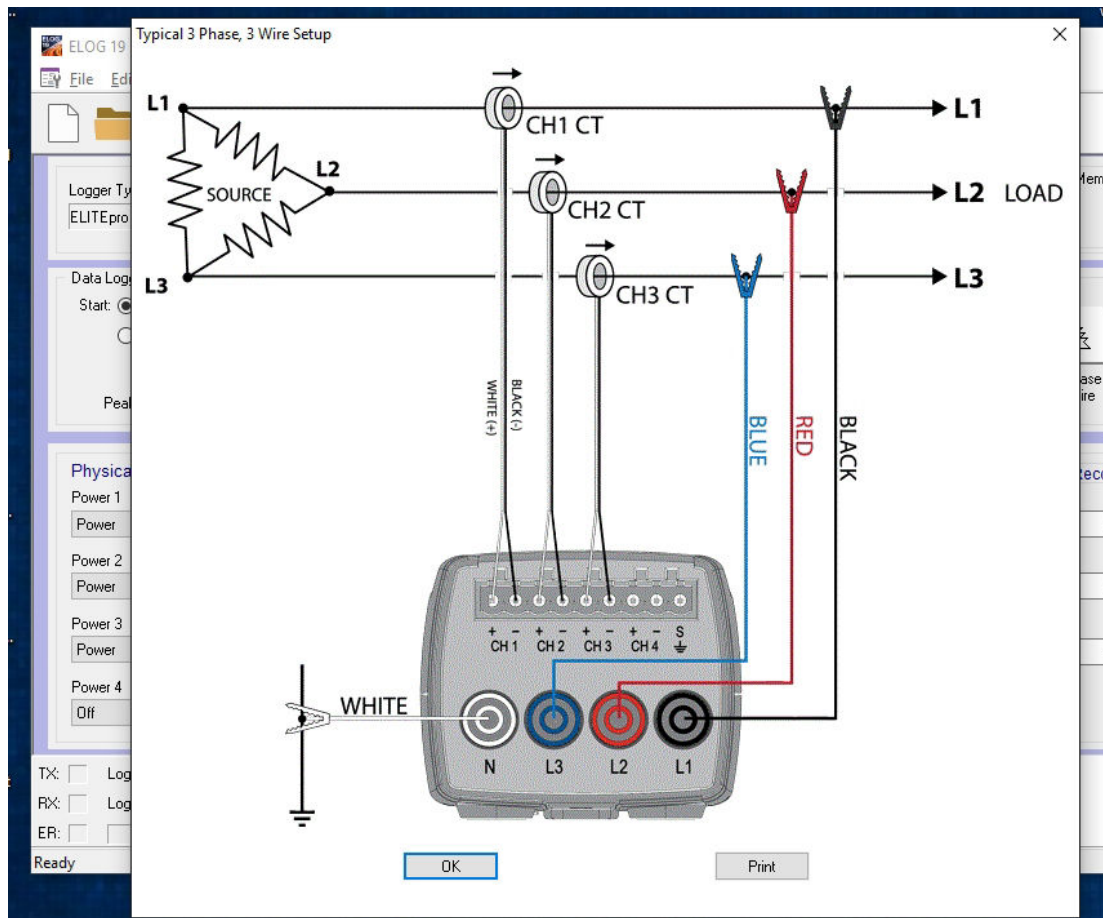 Typical 3 Phase, 3 Wire Setup
ELOG 19
File
L1
L1
CH1 CT
L2
SOURCE
L2 LOAD
CH2 CT
L3
L3
CH3 CT
Logger Ty
ELITEpro
Data Logg
Start:
WHITE (+)
BLACK (-)
BLUE
RED
BLACK
Physica
Power 1
Power
Power 2
Power
Power 3
Power
Power 4
Off
+ - + - + - + - S
CH 1 CH 2 CH 3 CH 4
WHITE
N L3 L2 L1
TX: Log
RX: Log
ER:
Ready
OK Print